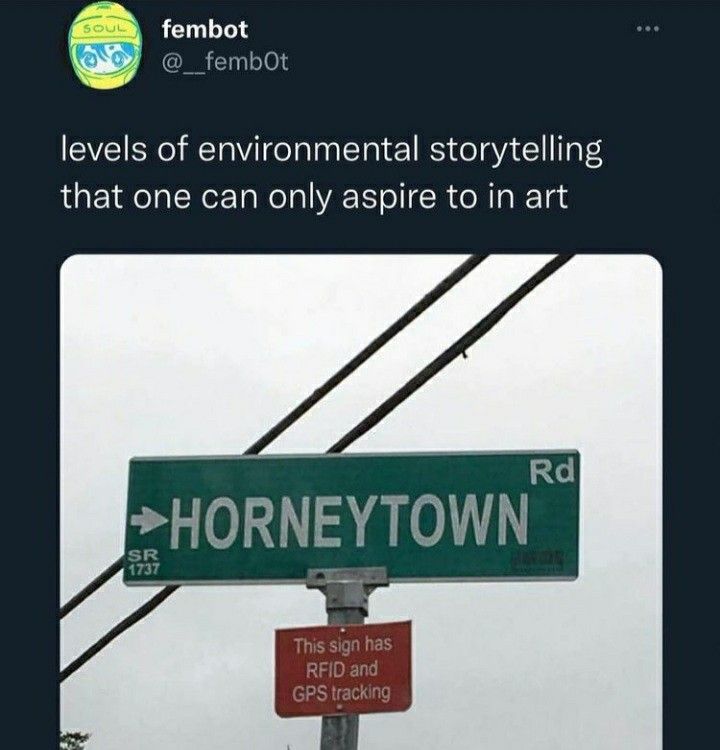 SOUL
fembot
@__femb0t
levels of environmental storytelling
that one can only aspire to in art
Rd
HORNEYTOWN
SR
1737
This sign has
RFID and
GPS tracking